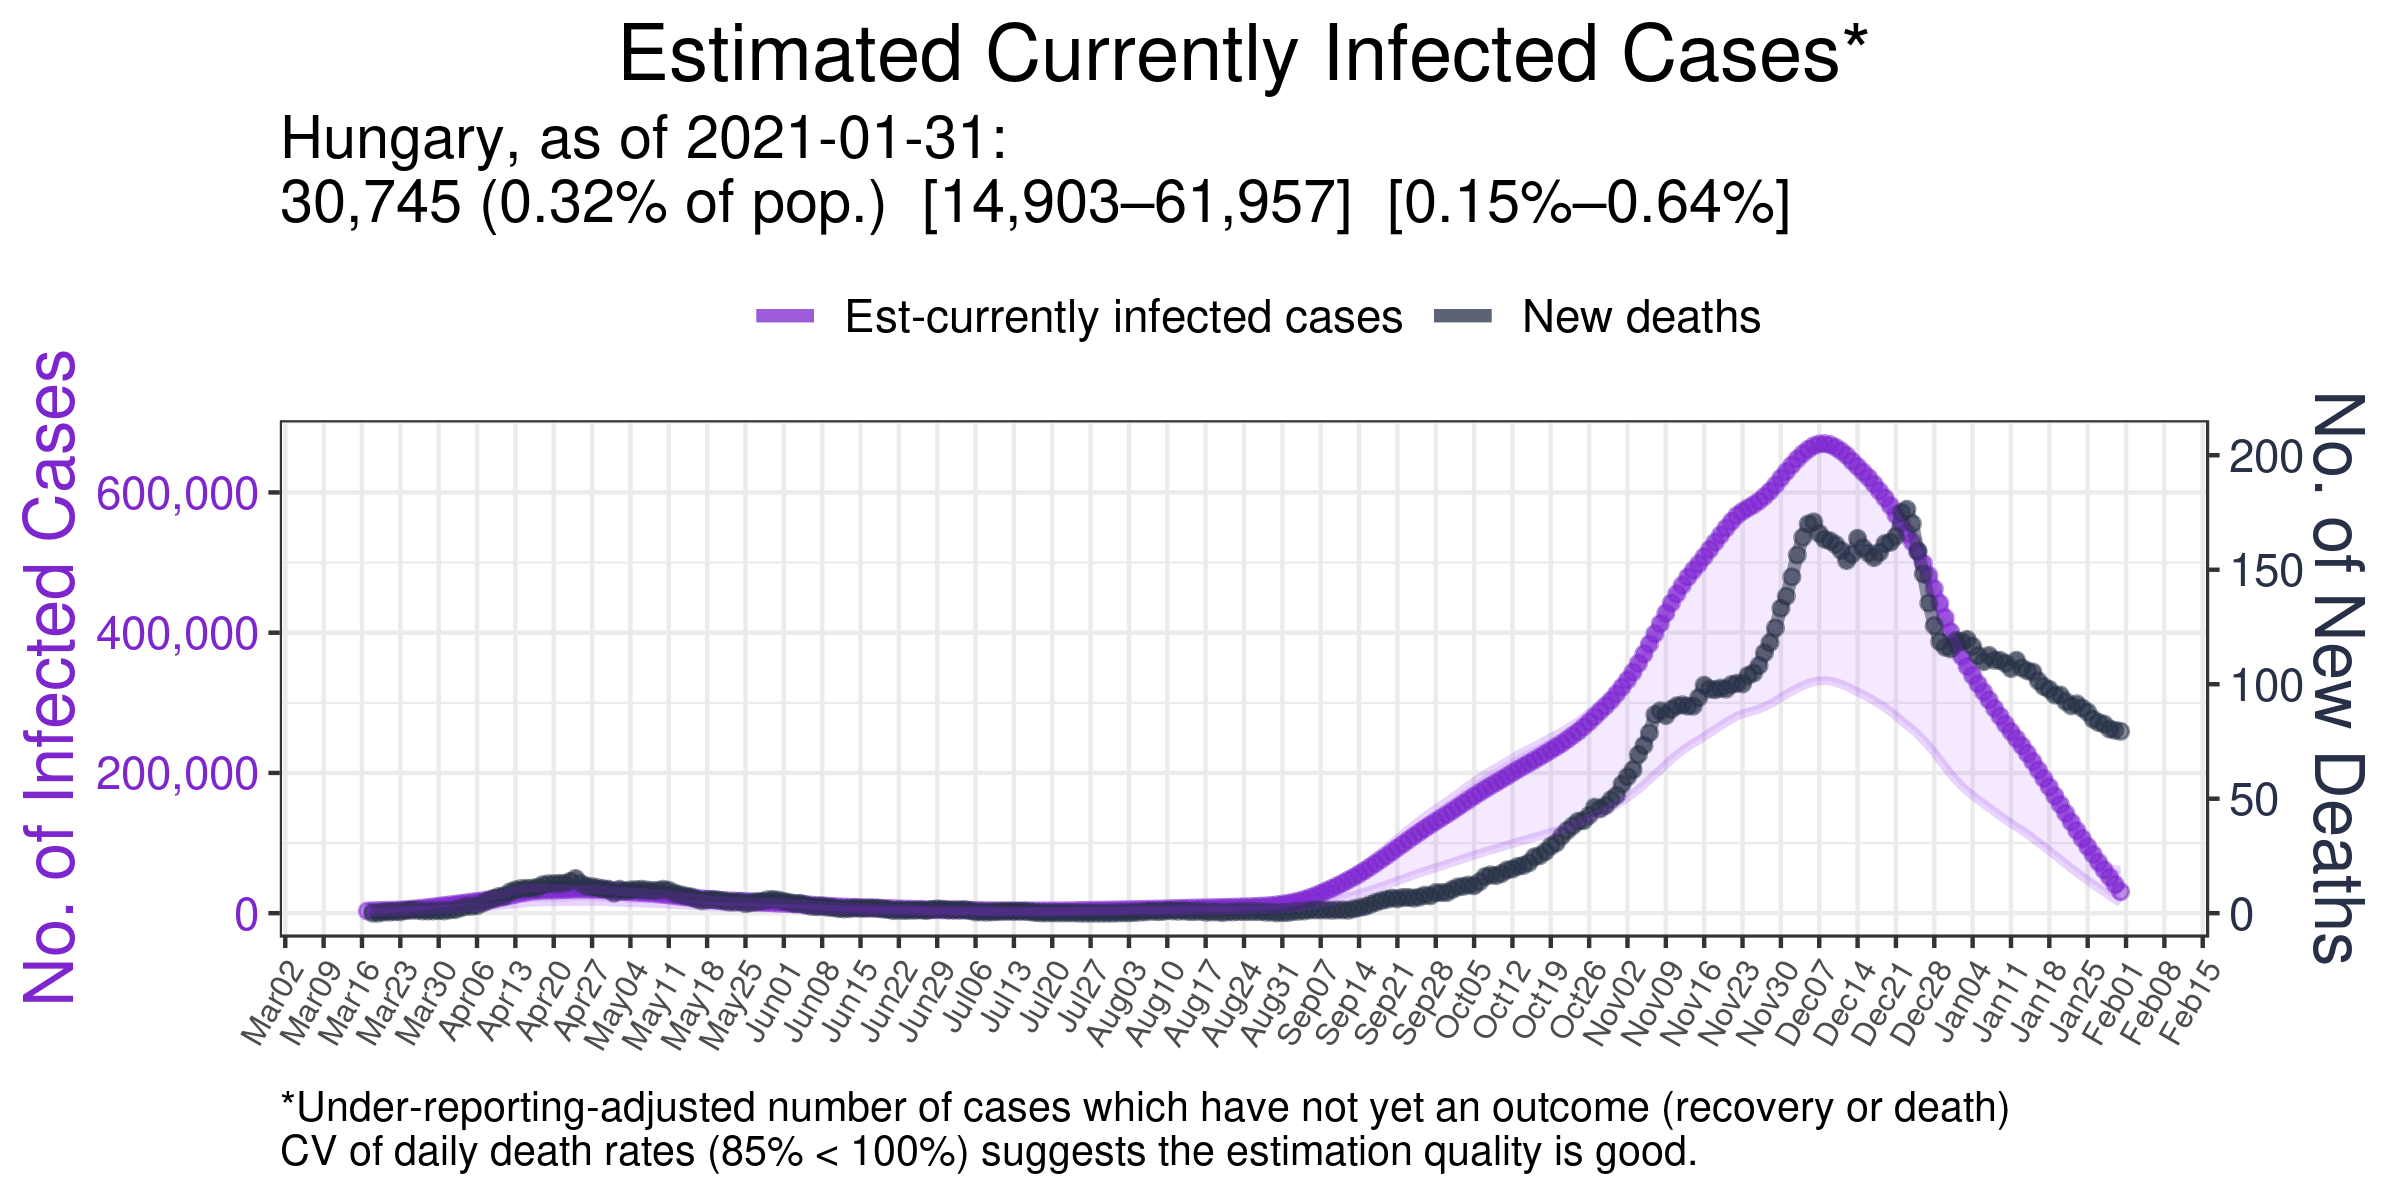 Estimated Currently Infected Cases*
Hungary, as of 2021-01-31:
30,745 (0.32% of pop.)  [14,903–61,957]  [0.15%–0.64%]
Est-currently infected cases
New deaths
No. of Infected Cases
600,000
400,000
200,000
0
200
150
100
50
0
No. of New Deaths
Mar02
Mar09
Mar16
Mar23
Mar30
Apr06
Apr13
Apr20
Apr27
May04
May11
May18
May25
Jun01
Jun08
Jun15
Jun22
Jun29
Jul06
Jul13
Jul20
Jul27
Aug03
Aug10
Aug17
Aug24
Aug31
Sep07
Sep14
Sep21
Sep28
Oct05
Oct12
Oct19
Oct26
Nov02
Nov09
Nov16
Nov23
Nov30
Dec07
Dec14
Dec21
Dec28
Jan04
Jan11
Jan18
Jan25
Feb01
Feb08
Feb15
*Under-reporting-adjusted number of cases which have not yet an outcome (recovery or death)
CV of daily death rates (85% < 100%) suggests the estimation quality is good.